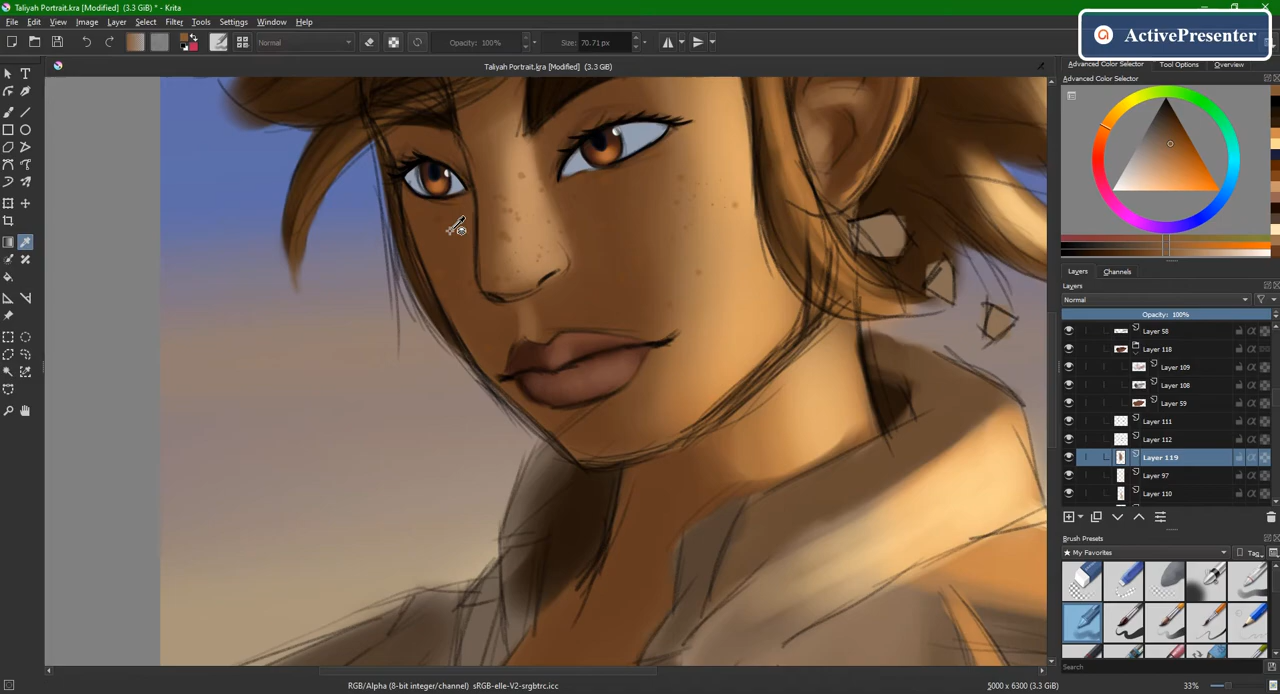 Taliyah Portrait.kra [Modified] (3.3 GiB) * - Krita
File Edit View Image Layer Select Filter Tools Settings Window Help
Normal
Opacity: 100%
Size: 70.71 px
ActivePresenter
Taliyah Portrait.kra [Modified] (3.3 GiB)
Advanced Color Selector Tool Options Overview
Advanced Color Selector
Layers Channels
Layers
Normal
Opacity: 100%
Layer 58
Layer 118
Layer 109
Layer 108
Layer 59
Layer 111
Layer 112
Layer 119
Layer 97
Layer 110
Brush Presets
My Favorites
Tag
Search
RGB/Alpha (8-bit integer/channel) sRGB-elle-V2-srgbtrc.icc
5000 x 6300 (3.3 GiB)
33%